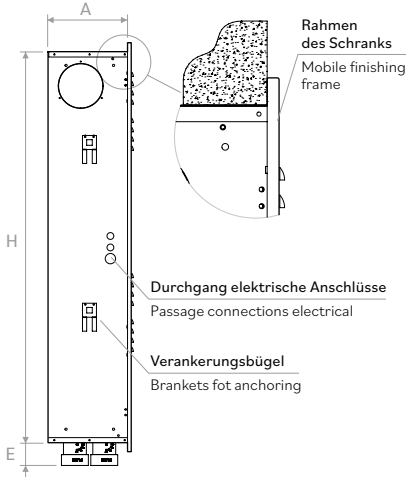 A
Rahmen
des Schranks
Mobile finishing
frame
H
Durchgang elektrische Anschlüsse
Passage connections electrical
Verankerungsbügel
Brankets fot anchoring
E